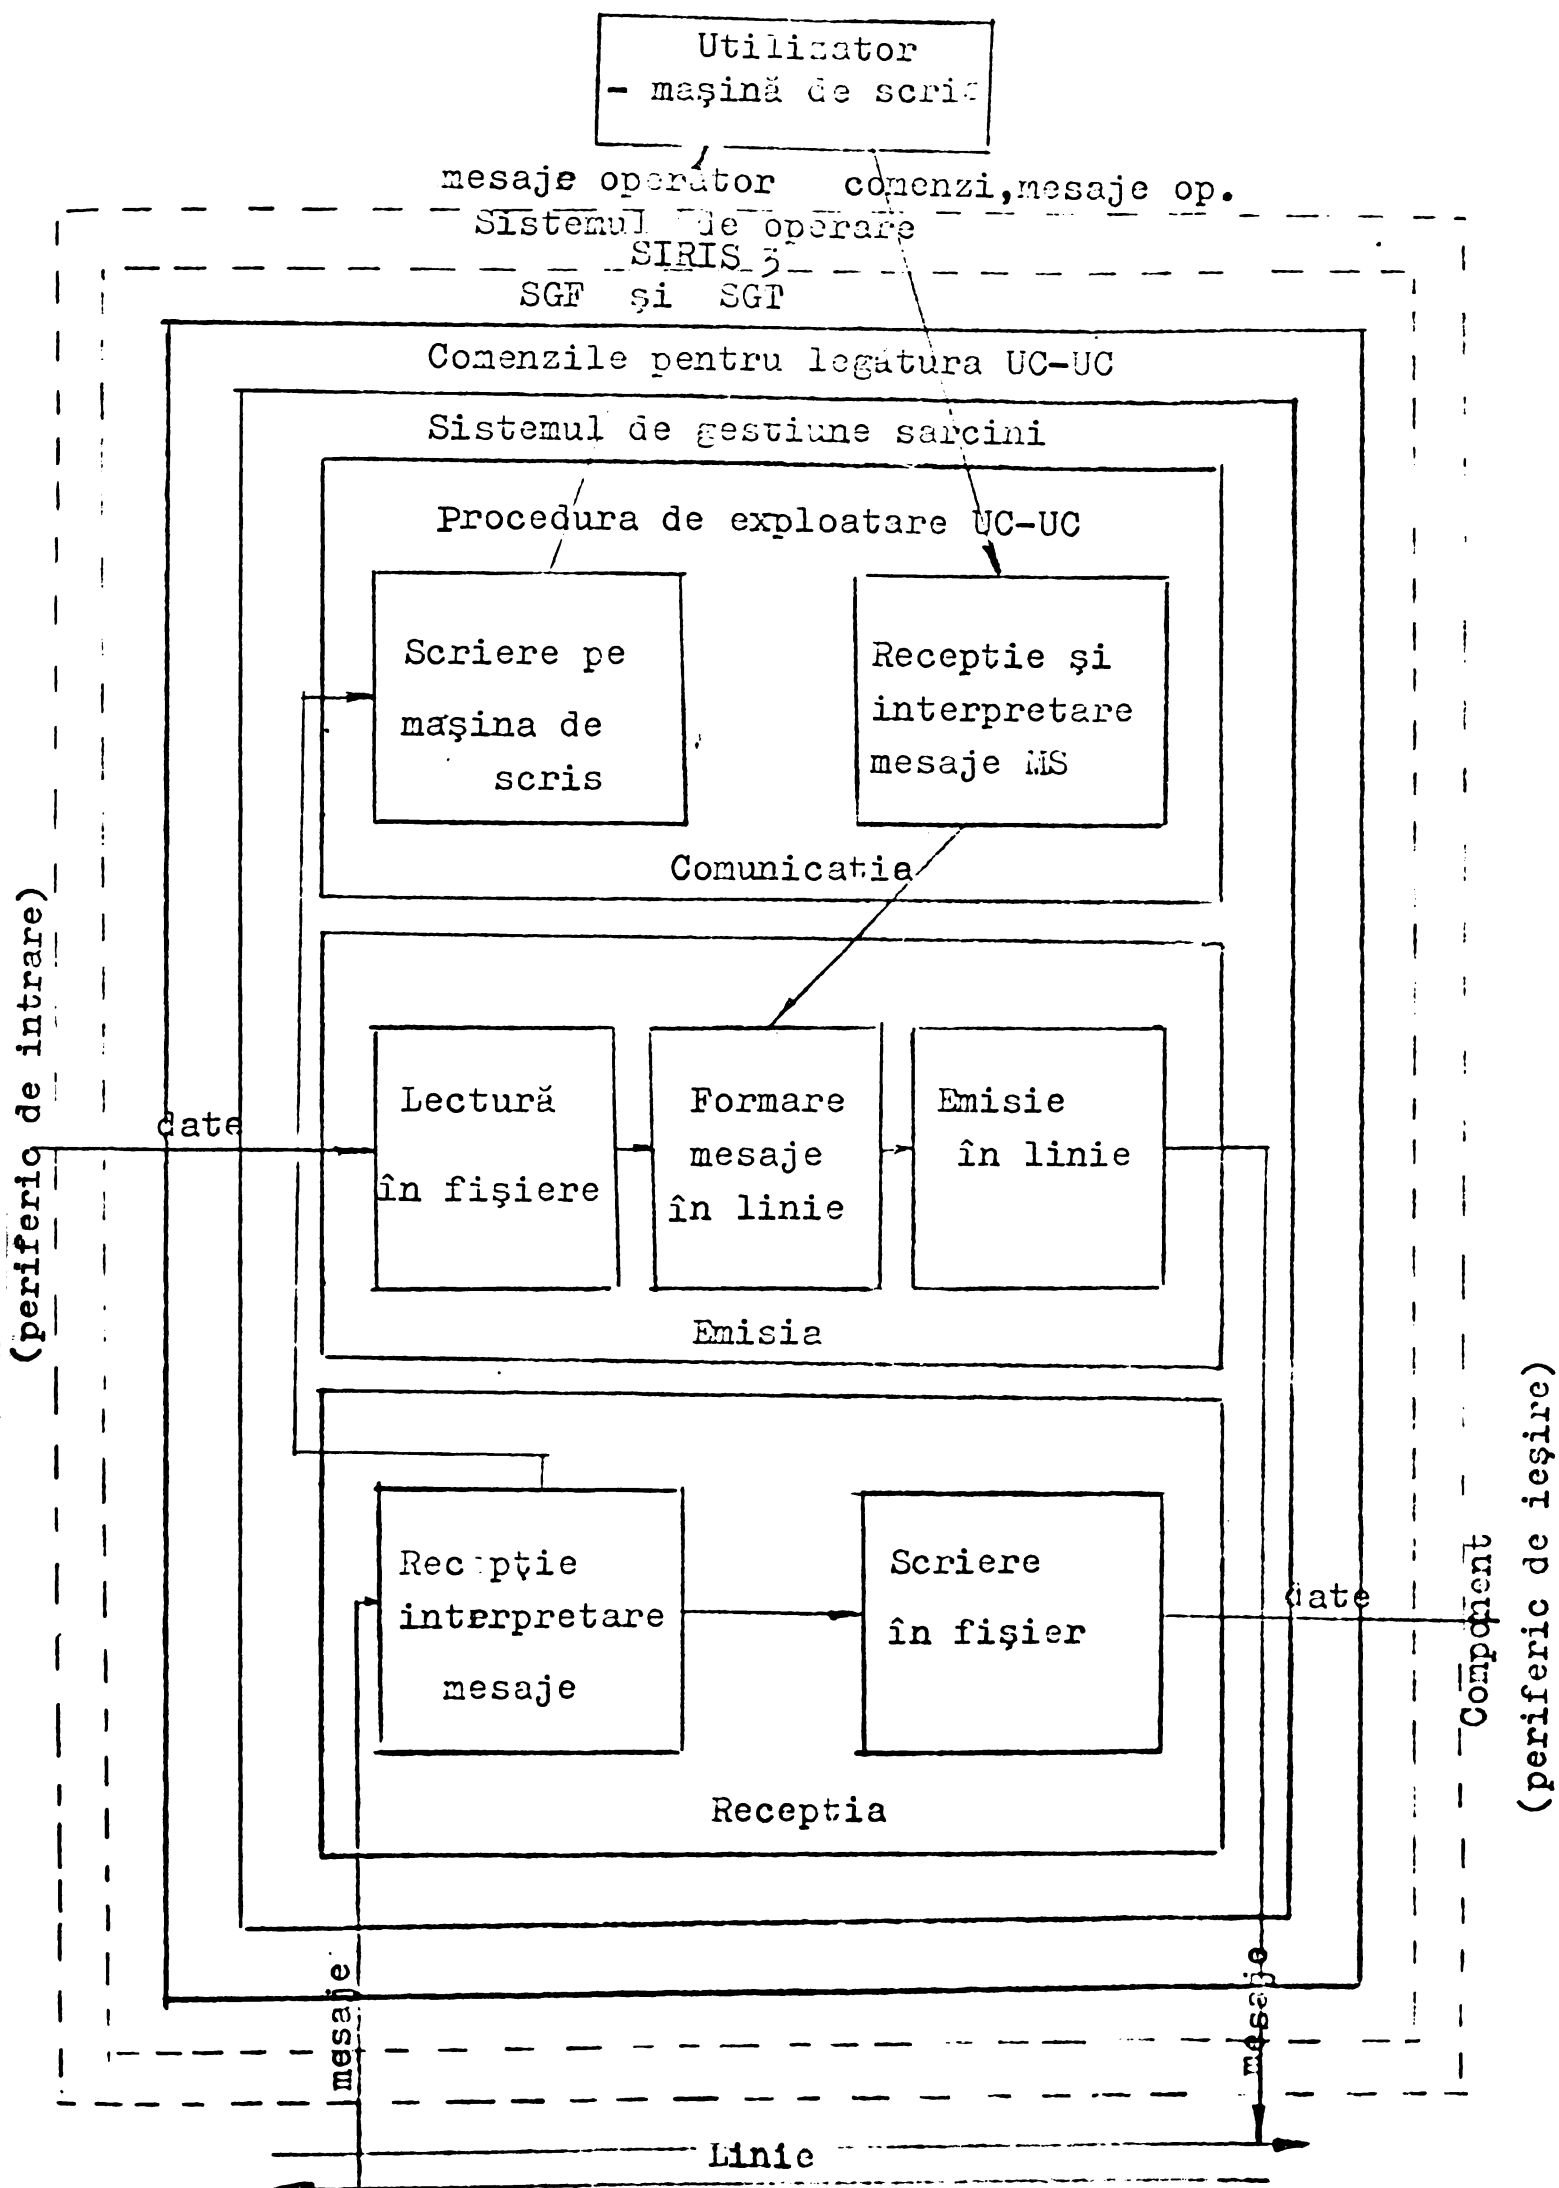 Utilizator
- maşină de scris
mesaje operator comenzi,mesaje op.
Sistemul de operare
SIRIS 3
SGF şi SGT
Comenzile pentru legătura UC-UC
Sistemul de gestiune sarcini
Procedura de exploatare UC-UC
Scriere pe
maşina de
scris
Receptie şi
interpretare
mesaje MS
Comunicatia
(periferic de intrare)
date
Lectură
în fişiere
Formare
mesaje
în linie
Emisie
în linie
Emisia
Recepţie
interpretare
mesaje
Scriere
în fişier
date
Component
(periferic de ieşire)
Receptia
mesaje
mesaje
Linie